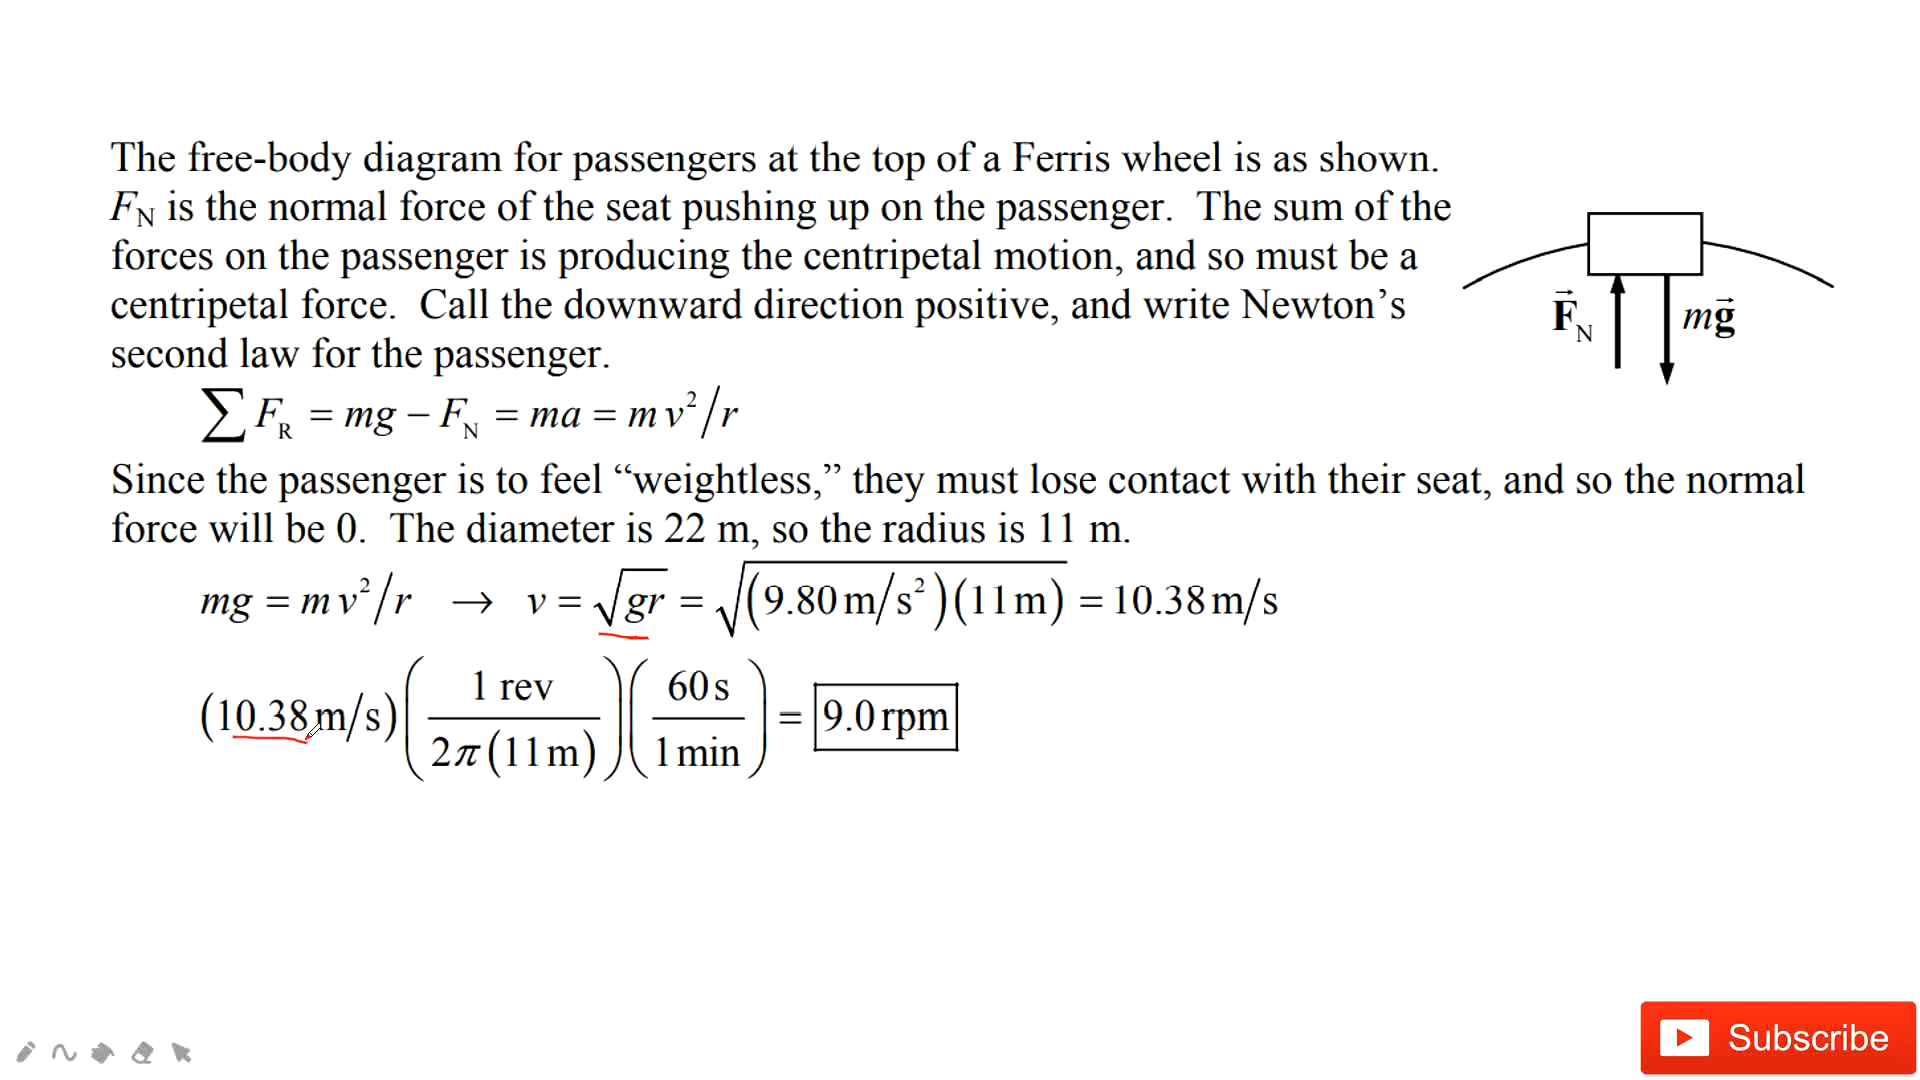 The free-body diagram for passengers at the top of a Ferris wheel is as shown.
F_N is the normal force of the seat pushing up on the passenger.  The sum of the
forces on the passenger is producing the centripetal motion, and so must be a
centripetal force.  Call the downward direction positive, and write Newton’s
second law for the passenger.
F⃗_N  mg⃗
∑F_R = mg − F_N = ma = m v²/r
Since the passenger is to feel “weightless,” they must lose contact with their seat, and so the normal
force will be 0.  The diameter is 22 m, so the radius is 11 m.
mg = m v²/r → v = √gr = √(9.80 m/s²)(11 m) = 10.38 m/s
(10.38 m/s)(1 rev / 2π(11 m))(60 s / 1 min) = 9.0 rpm
Subscribe